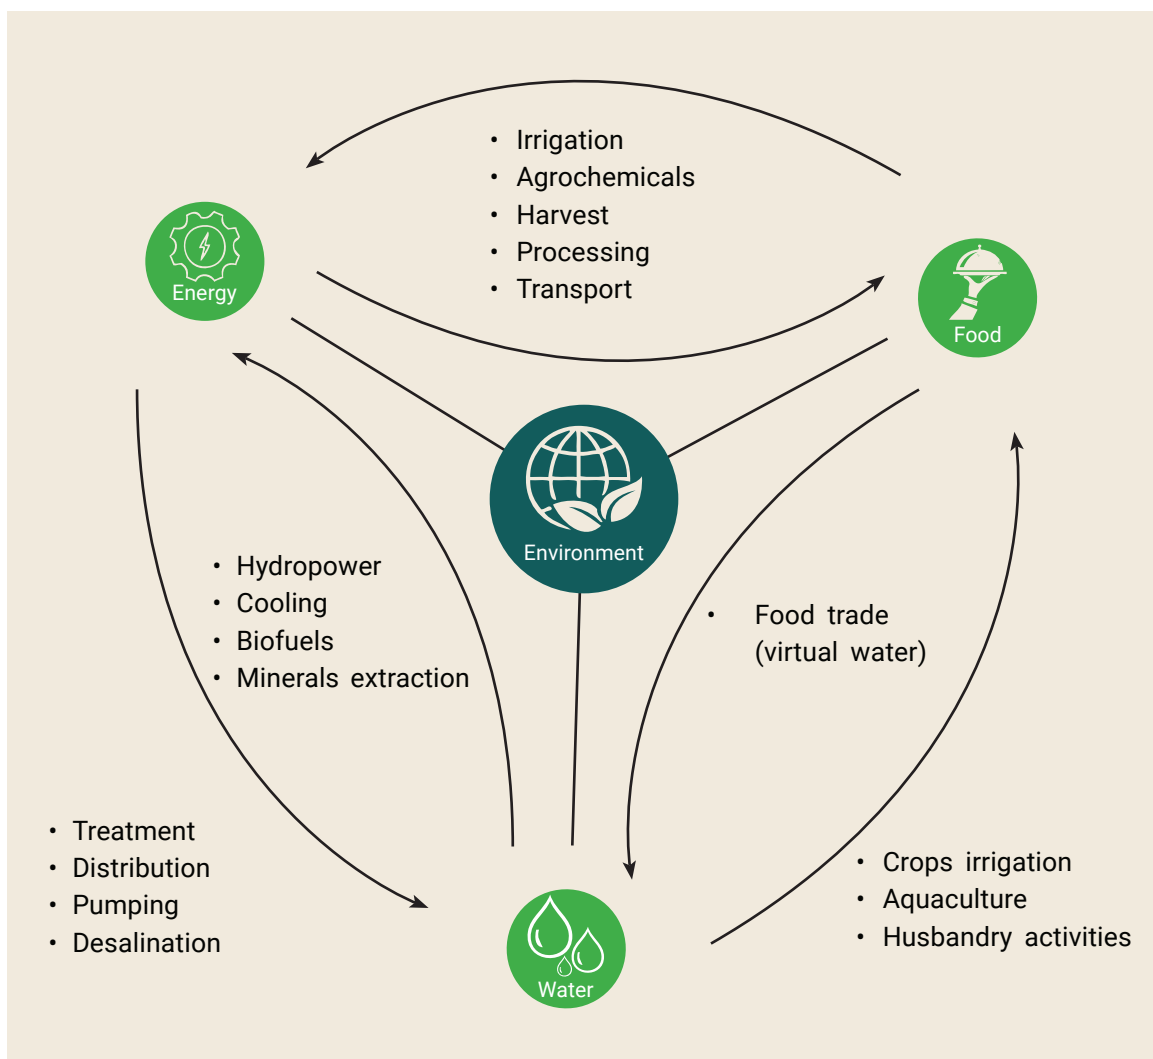 • Irrigation
• Agrochemicals
• Harvest
• Processing
• Transport
Energy
Food
Environment
• Hydropower
• Cooling
• Biofuels
• Minerals extraction
• Food trade
(virtual water)
• Treatment
• Distribution
• Pumping
• Desalination
• Crops irrigation
• Aquaculture
• Husbandry activities
Water